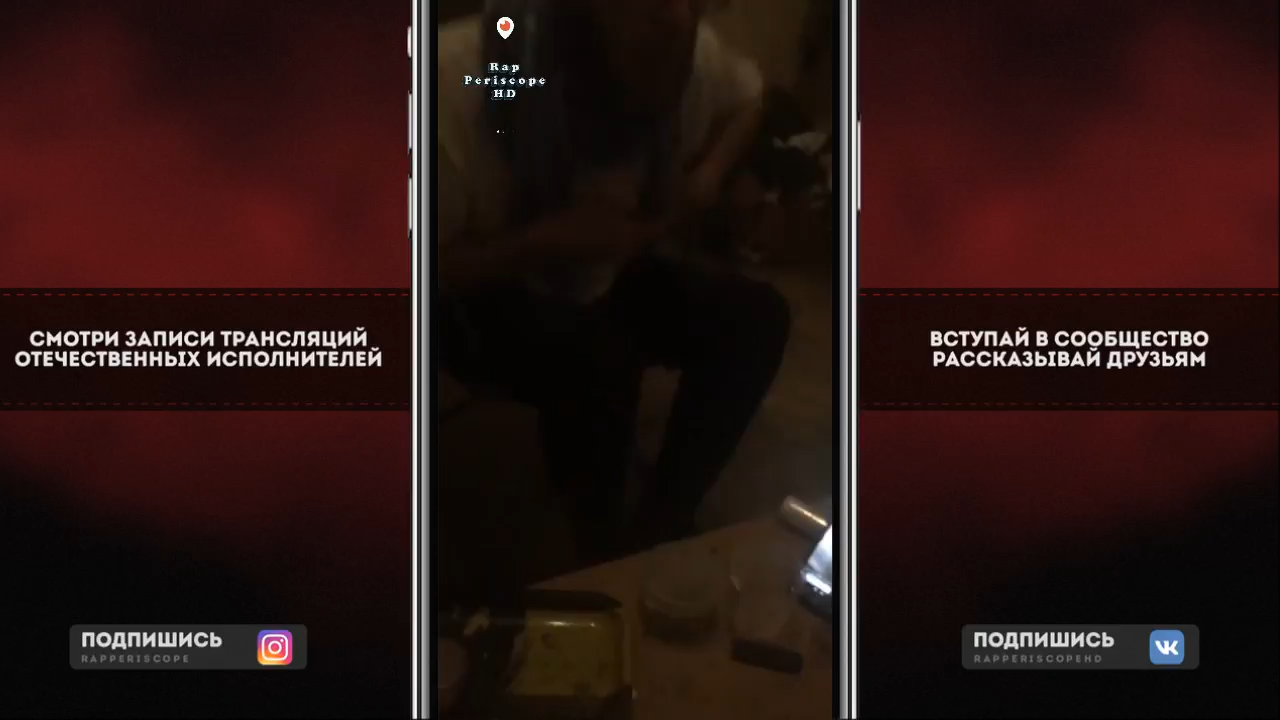 Rap
Periscope
HD
СМОТРИ ЗАПИСИ ТРАНСЛЯЦИЙ
ОТЕЧЕСТВЕННЫХ ИСПОЛНИТЕЛЕЙ
ВСТУПАЙ В СООБЩЕСТВО
РАССКАЗЫВАЙ ДРУЗЬЯМ
ПОДПИШИСЬ
RAPPERISCOPE
ПОДПИШИСЬ
RAPPERISCOPEHD